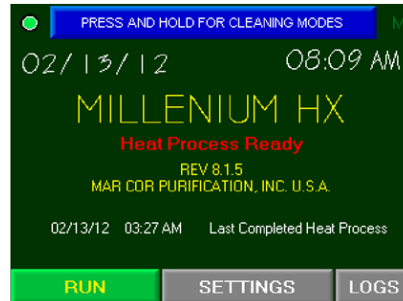 PRESS AND HOLD FOR CLEANING MODES
02/13/12 08:09 AM
MILLENIUM HX
Heat Process Ready
REV 8.1.5
MAR COR PURIFICATION, INC. U.S.A.
02/13/12 03:27 AM Last Completed Heat Process
RUN SETTINGS LOGS